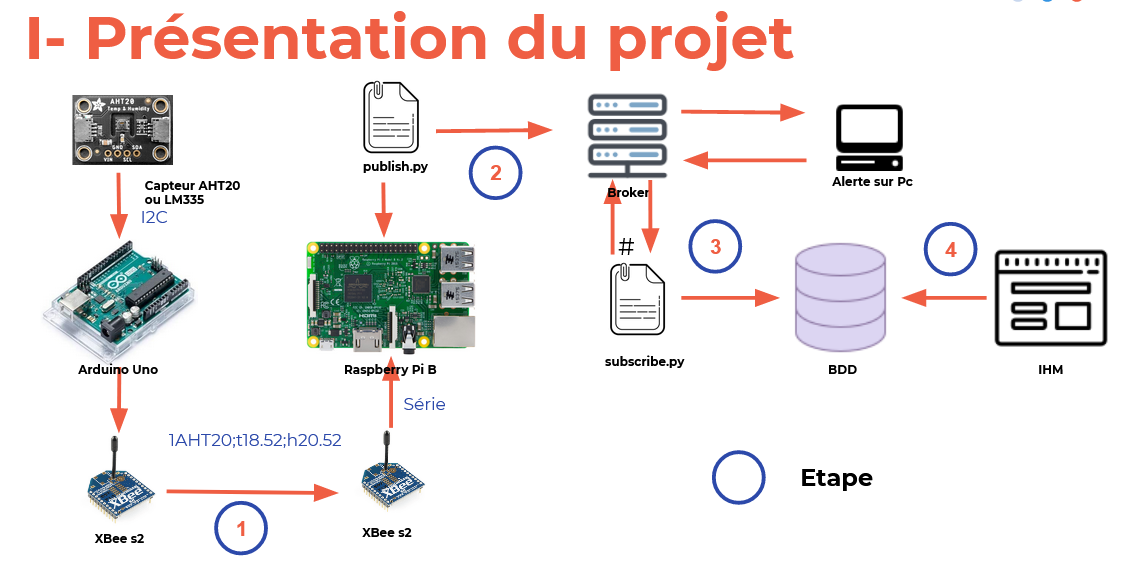 I- Présentation du projet
AHT20
Temp & Humidity
VIN
GND
SCL
SDA
Capteur AHT20
ou LM335
I2C
publish.py
2
Broker
Alerte sur Pc
#
3
4
subscribe.py
BDD
IHM
Arduino Uno
Raspberry Pi B
HDMI
Série
1AHT20;t18.52;h20.52
XBee
XBee
1
XBee s2
XBee s2
Etape